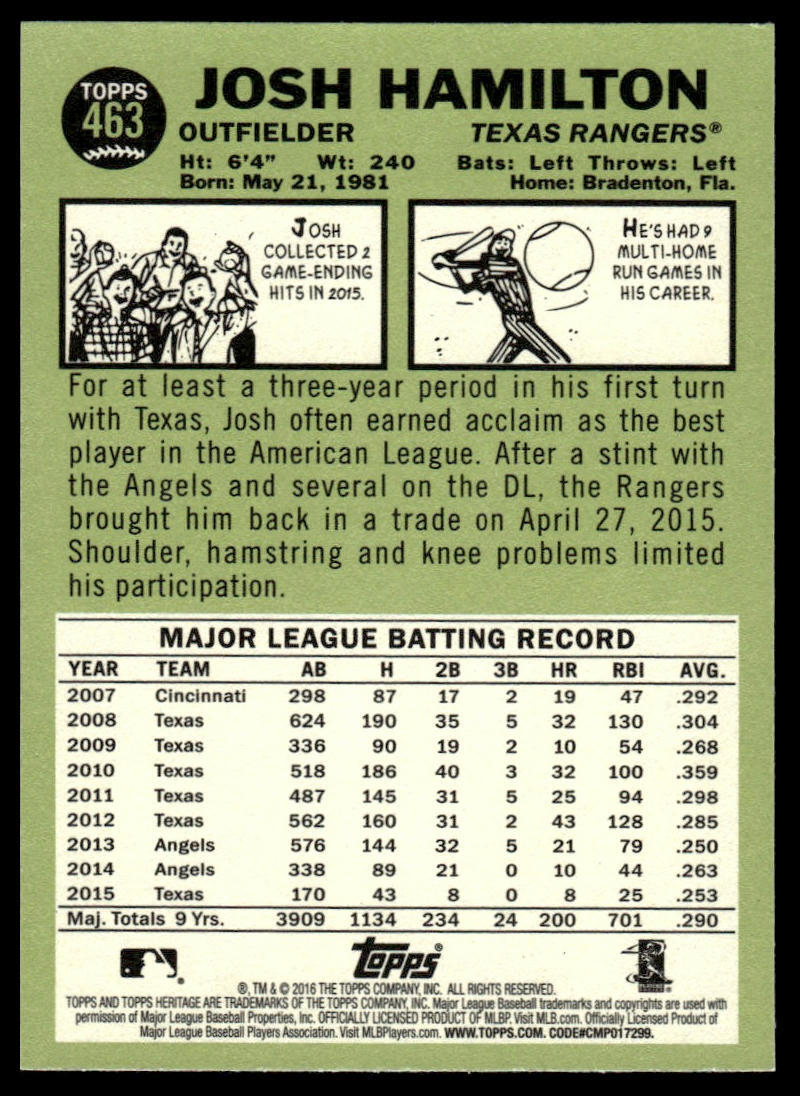 TOPPS
463
JOSH HAMILTON
OUTFIELDER TEXAS RANGERS®
Ht: 6'4" Wt: 240 Bats: Left Throws: Left
Born: May 21, 1981 Home: Bradenton, Fla.
JOSH
COLLECTED 2
GAME-ENDING
HITS IN 2015.
HE'S HAD 9
MULTI-HOME
RUN GAMES IN
HIS CAREER.
For at least a three-year period in his first turn
with Texas, Josh often earned acclaim as the best
player in the American League. After a stint with
the Angels and several on the DL, the Rangers
brought him back in a trade on April 27, 2015.
Shoulder, hamstring and knee problems limited
his participation.
MAJOR LEAGUE BATTING RECORD
YEAR TEAM AB H 2B 3B HR RBI AVG.
2007 Cincinnati 298 87 17 2 19 47 .292
2008 Texas 624 190 35 5 32 130 .304
2009 Texas 336 90 19 2 10 54 .268
2010 Texas 518 186 40 3 32 100 .359
2011 Texas 487 145 31 5 25 94 .298
2012 Texas 562 160 31 2 43 128 .285
2013 Angels 576 144 32 5 21 79 .250
2014 Angels 338 89 21 0 10 44 .263
2015 Texas 170 43 8 0 8 25 .253
Maj. Totals 9 Yrs. 3909 1134 234 24 200 701 .290
Topps®
®, TM & © 2016 THE TOPPS COMPANY, INC. ALL RIGHTS RESERVED.
TOPPS AND TOPPS HERITAGE ARE TRADEMARKS OF THE TOPPS COMPANY, INC. Major League Baseball trademarks and copyrights are used with
permission of Major League Baseball Properties, Inc. OFFICIALLY LICENSED PRODUCT OF MLBP. Visit MLB.com. Officially Licensed Product of
Major League Baseball Players Association. Visit MLBPlayers.com. WWW.TOPPS.COM. CODE#CMP017299.